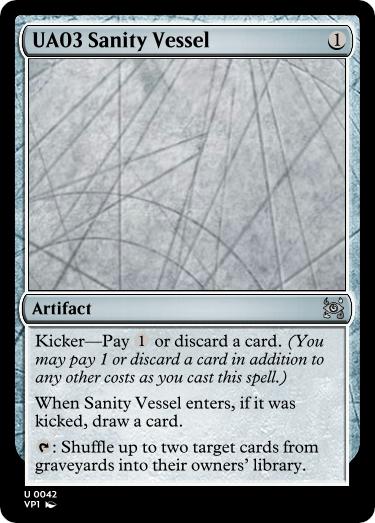 UA03 Sanity Vessel 1
Artifact
Kicker—Pay 1 or discard a card. (You
may pay 1 or discard a card in addition to
any other costs as you cast this spell.)
When Sanity Vessel enters, if it was
kicked, draw a card.
: Shuffle up to two target cards from
graveyards into their owners' library.
U 0042
VP1